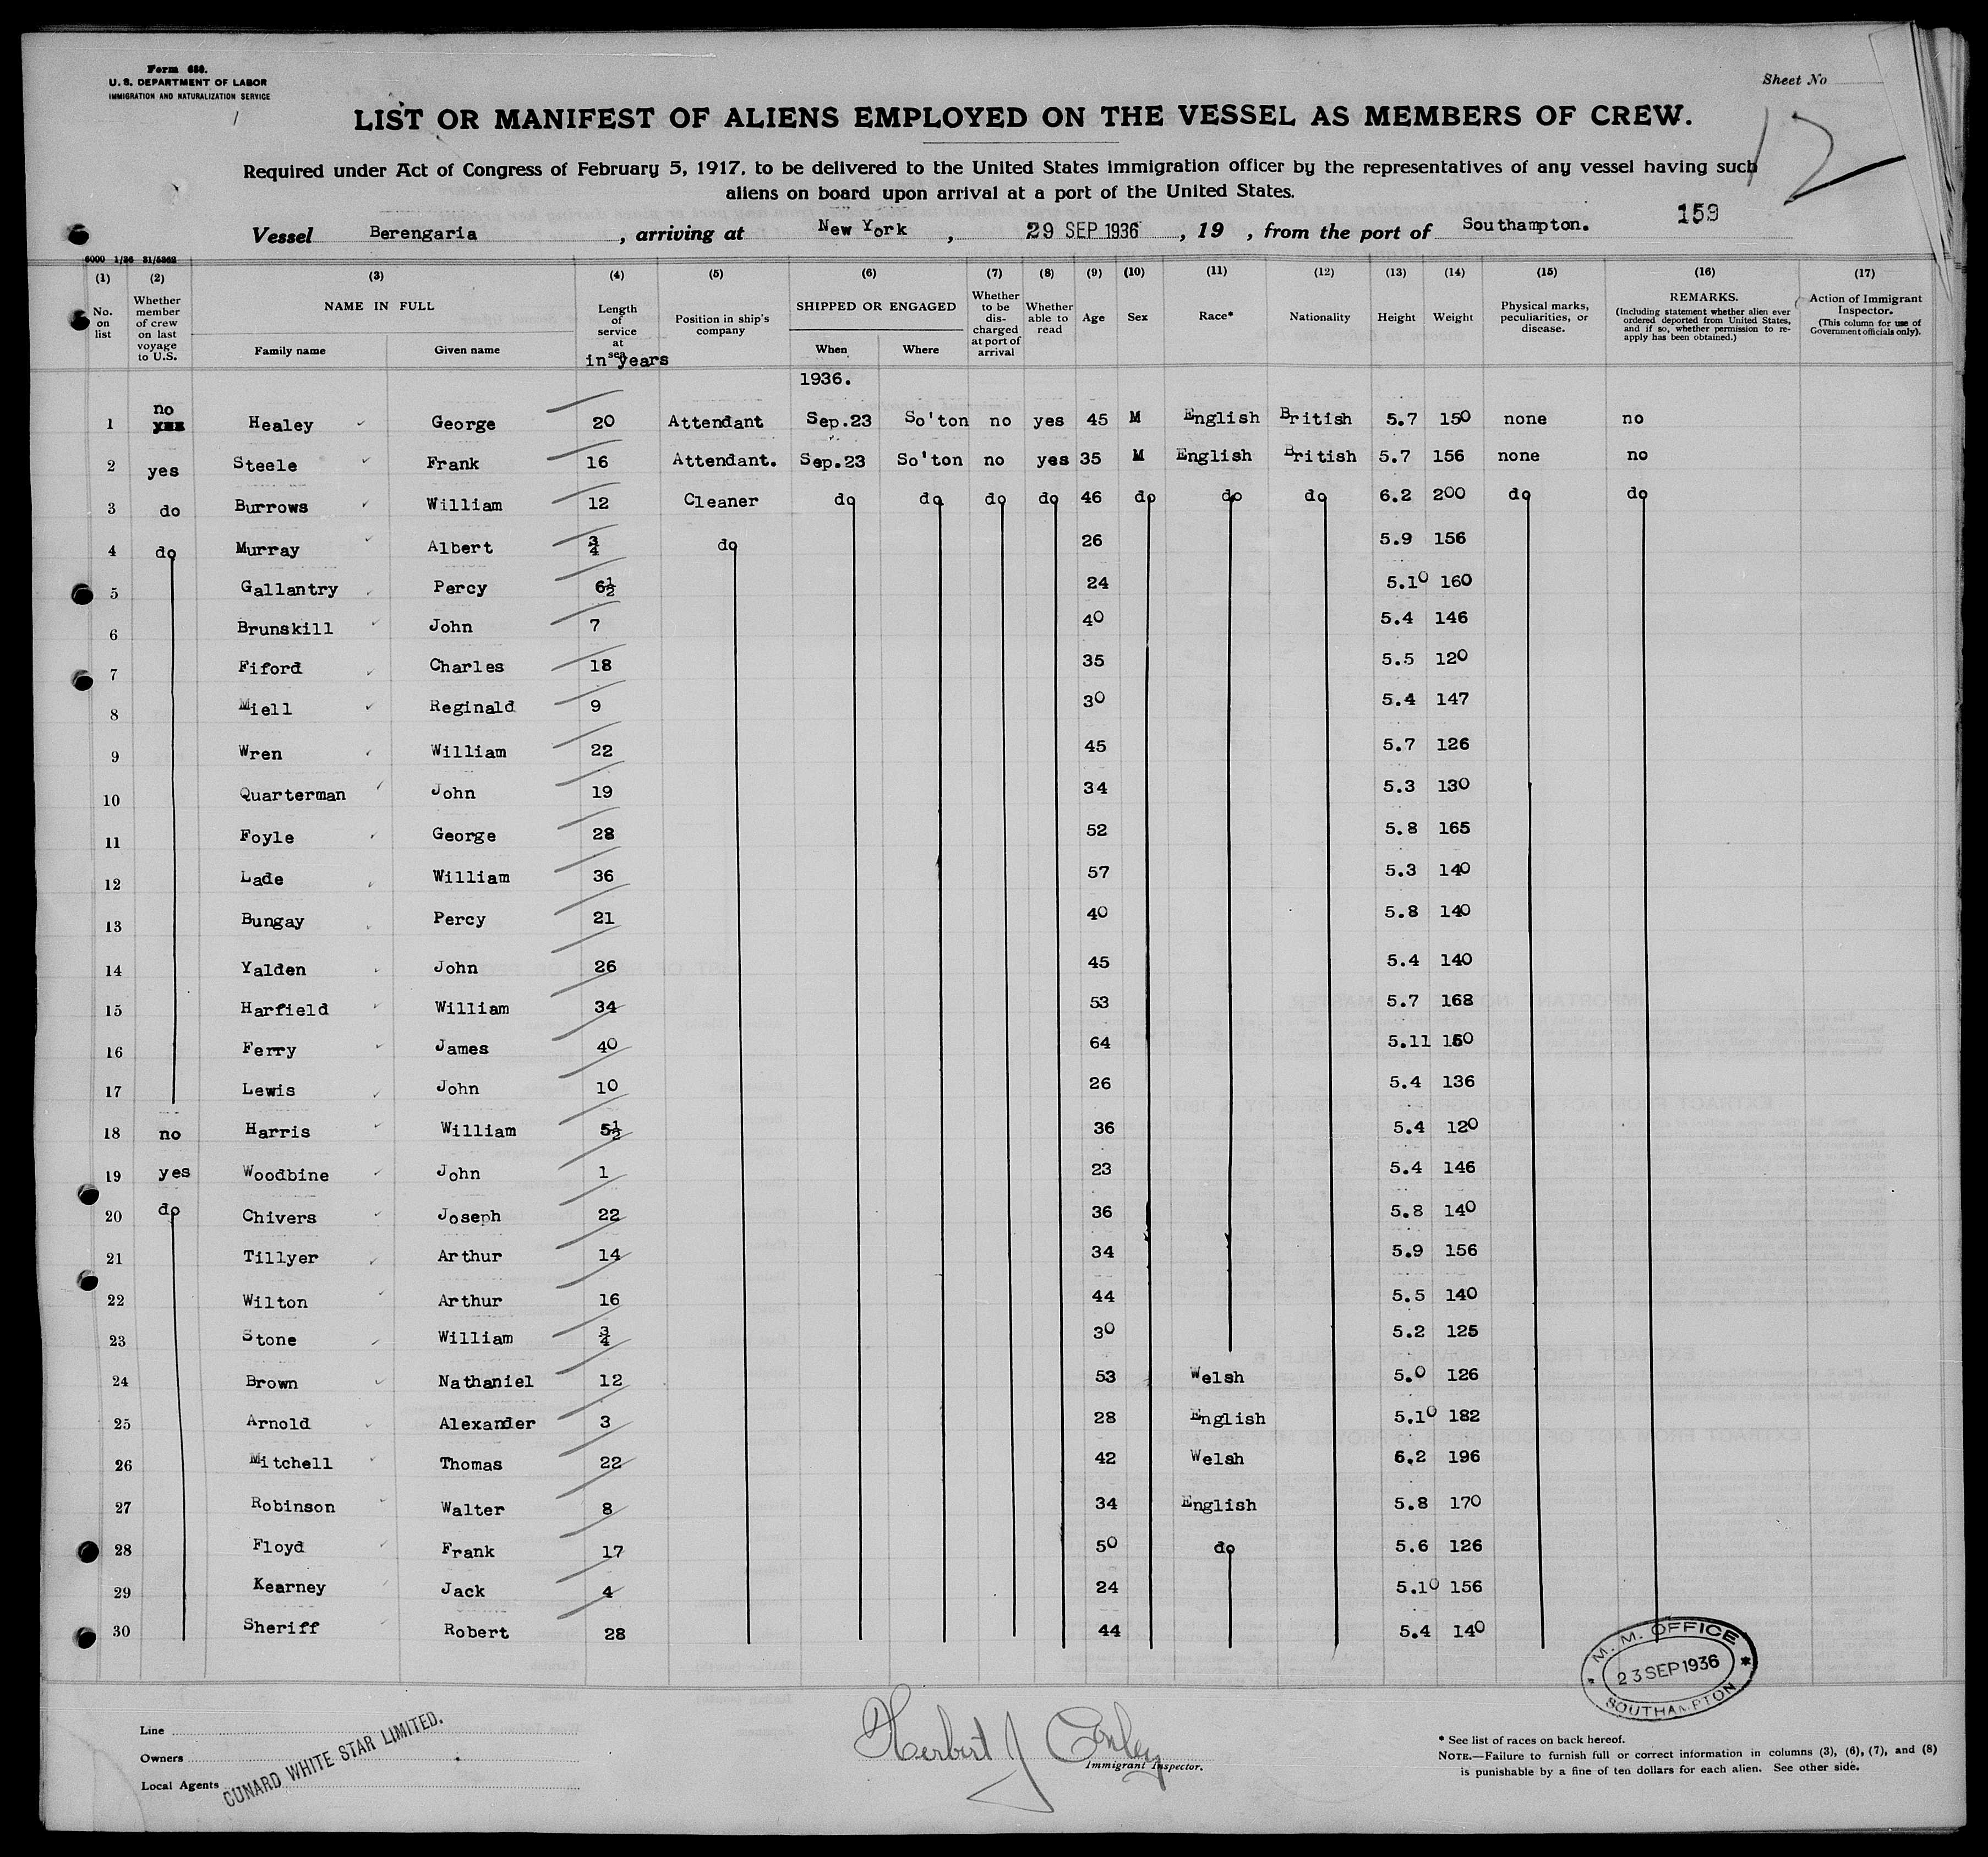 Form 689.
U. S. DEPARTMENT OF LABOR
IMMIGRATION AND NATURALIZATION SERVICE
Sheet No
12
LIST OR MANIFEST OF ALIENS EMPLOYED ON THE VESSEL AS MEMBERS OF CREW.
Required under Act of Congress of February 5, 1917, to be delivered to the United States immigration officer by the representatives of any vessel having such
aliens on board upon arrival at a port of the United States.
159
Vessel Berengaria , arriving at New York , 29 SEP 1936 , 19 , from the port of Southampton.
6000 1/36 31/5862
(1) (2) (3) (4) (5) (6) (7) (8) (9) (10) (11) (12) (13) (14) (15) (16) (17)
No. on list Whether member of crew on last voyage to U.S. NAME IN FULL Family name Given name Length of service at sea in years Position in ship's company SHIPPED OR ENGAGED When Where Whether to be discharged at port of arrival Whether able to read Age Sex Race* Nationality Height Weight Physical marks, peculiarities, or disease. REMARKS. (Including statement whether alien ever ordered deported from United States, and if so, whether permission to reapply has been obtained.) Action of Immigrant Inspector. (This column for use of Government officials only).
1936.
1 no yes Healey George 20 Attendant Sep.23 So'ton no yes 45 M English British 5.7 150 none no
2 yes Steele Frank 16 Attendant. Sep.23 So'ton no yes 35 M English British 5.7 156 none no
3 do Burrows William 12 Cleaner do do do do 46 do do do 6.2 200 do do
4 do Murray Albert 3/4 do 26 5.9 156
5 Gallantry Percy 6½ 24 5.10 160
6 Brunskill John 7 40 5.4 146
7 Fiford Charles 18 35 5.5 120
8 Miell Reginald 9 30 5.4 147
9 Wren William 22 45 5.7 126
10 Quarterman John 19 34 5.3 130
11 Foyle George 28 52 5.8 165
12 Lade William 36 57 5.3 140
13 Bungay Percy 21 40 5.8 140
14 Yalden John 26 45 5.4 140
15 Harfield William 34 53 5.7 168
16 Ferry James 40 64 5.11
17 Lewis John 10 26 5.4 136
18 no Harris William 5½ 36 5.4 120
19 yes Woodbine John 1 23 5.4 146
20 do Chivers Joseph 22 36 5.8 140
21 Tillyer Arthur 14 34 5.9 156
22 Wilton Arthur 16 44 5.5 140
23 Stone William 3/4 30 5.2 125
24 Brown Nathaniel 12 53 Welsh 5.0 126
25 Arnold Alexander 3 28 English 5.10 182
26 Mitchell Thomas 22 42 Welsh 6.2 196
27 Robinson Walter 8 34 English 5.8 170
28 Floyd Frank 17 50 do 5.6 126
29 Kearney Jack 4 24 5.10 156
30 Sheriff Robert 28 44 5.4 140
M. M. OFFICE
23 SEP 1936
SOUTHAMPTON
Line
Owners
Local Agents
CUNARD WHITE STAR LIMITED.
Herbert J Conley
Immigrant Inspector.
* See list of races on back hereof.
NOTE.—Failure to furnish full or correct information in columns (3), (6), (7), and (8)
is punishable by a fine of ten dollars for each alien. See other side.